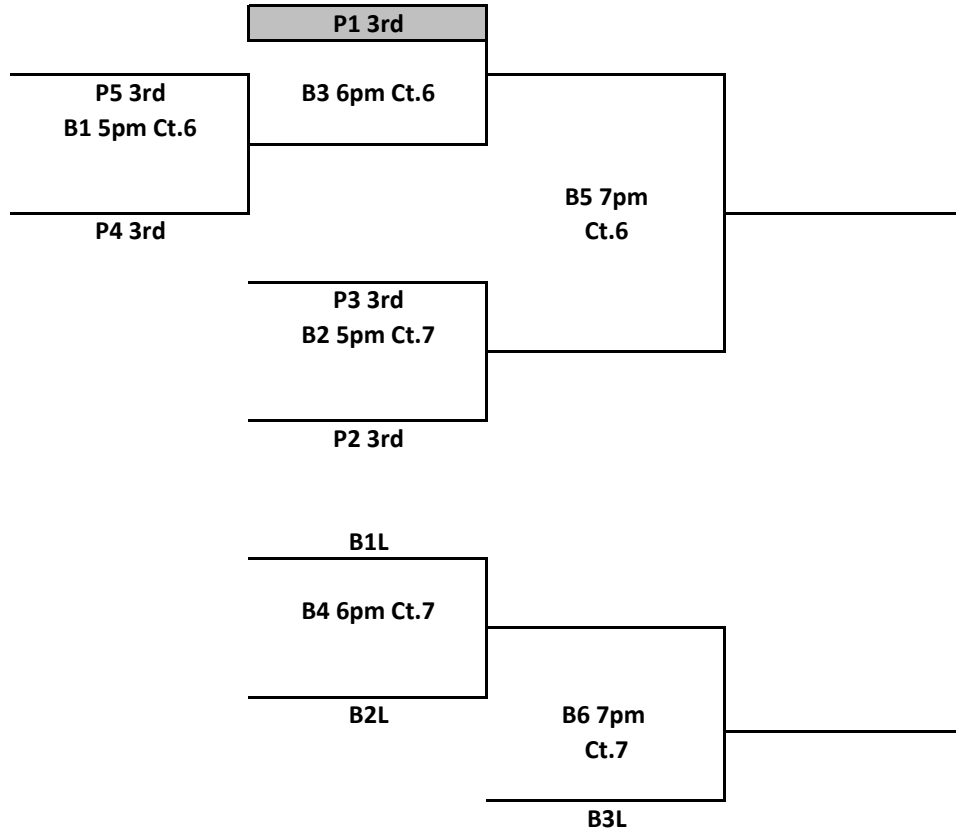 P1 3rd
P5 3rd
B1 5pm Ct.6
B3 6pm Ct.6
P4 3rd
B5 7pm
Ct.6
P3 3rd
B2 5pm Ct.7
P2 3rd
B1L
B4 6pm Ct.7
B2L
B6 7pm
Ct.7
B3L